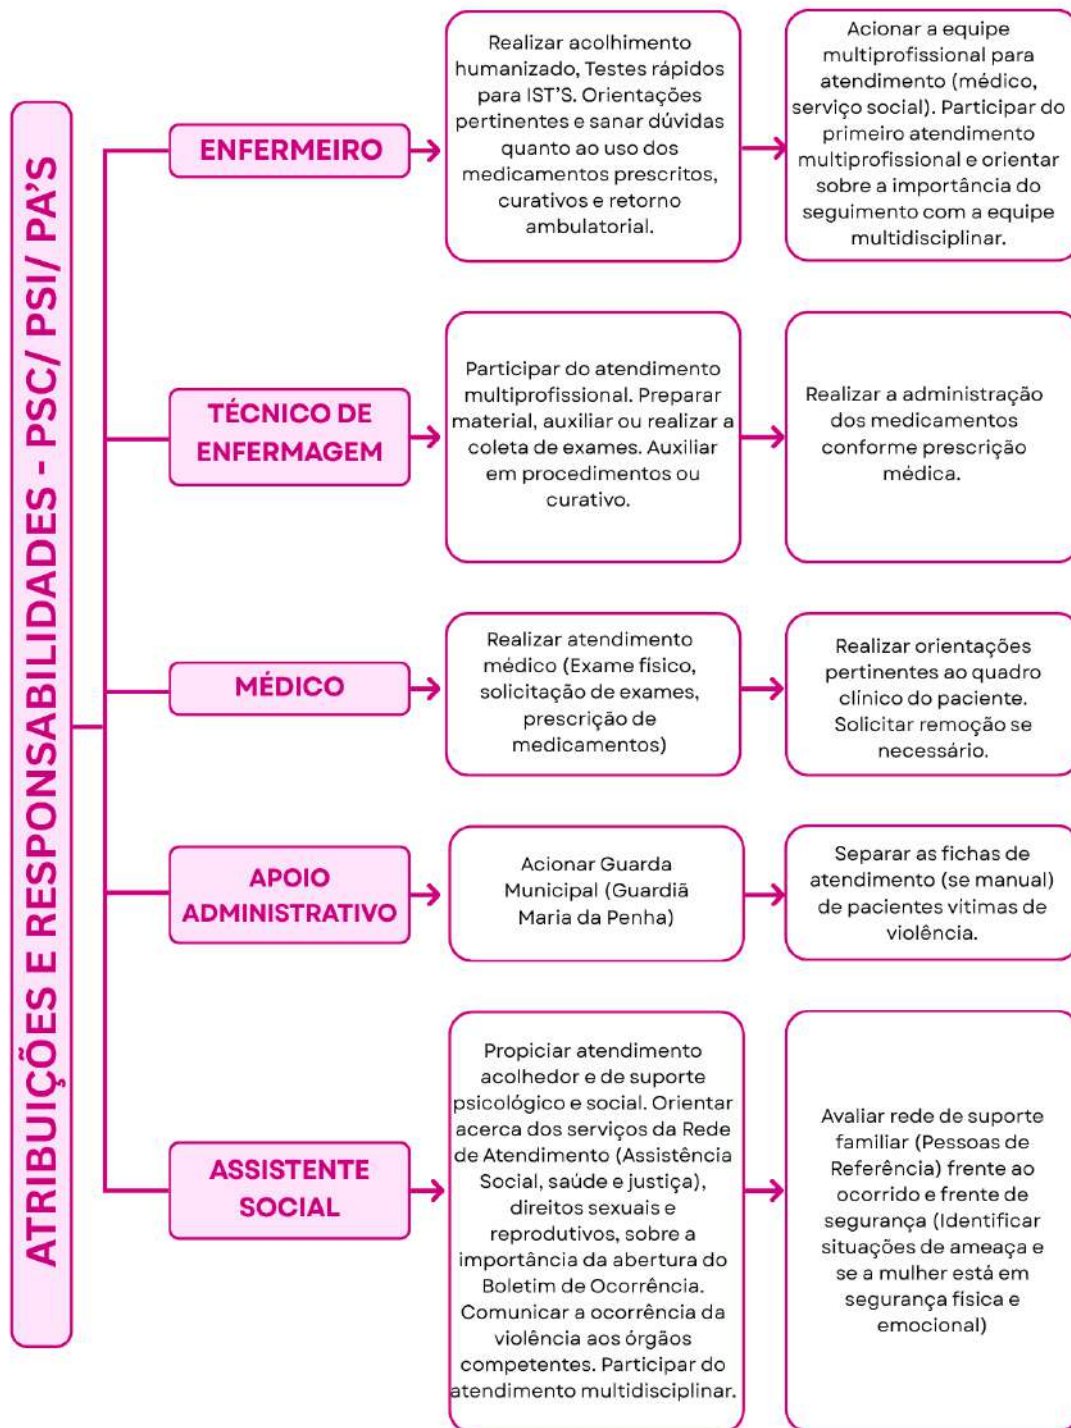 ATRIBUIÇÕES E RESPONSABILIDADES - PSC/ PSI/ PA'S
ENFERMEIRO
Realizar acolhimento
humanizado, Testes rápidos
para IST'S. Orientações
pertinentes e sanar dúvidas
quanto ao uso dos
medicamentos prescritos,
curativos e retorno
ambulatorial.
Acionar a equipe
multiprofissional para
atendimento (médico,
serviço social). Participar do
primeiro atendimento
multiprofissional e orientar
sobre a importância do
seguimento com a equipe
multidisciplinar.
TÉCNICO DE
ENFERMAGEM
Participar do atendimento
multiprofissional. Preparar
material, auxiliar ou realizar a
coleta de exames. Auxiliar
em procedimentos ou
curativo.
Realizar a administração
dos medicamentos
conforme prescrição
médica.
MÉDICO
Realizar atendimento
médico (Exame físico,
solicitação de exames,
prescrição de
medicamentos)
Realizar orientações
pertinentes ao quadro
clínico do paciente.
Solicitar remoção se
necessário.
APOIO
ADMINISTRATIVO
Acionar Guarda
Municipal (Guardiã
Maria da Penha)
Separar as fichas de
atendimento (se manual)
de pacientes vitimas de
violência.
ASSISTENTE
SOCIAL
Propiciar atendimento
acolhedor e de suporte
psicológico e social. Orientar
acerca dos serviços da Rede
de Atendimento (Assistência
Social, saúde e justiça),
direitos sexuais e
reprodutivos, sobre a
importância da abertura do
Boletim de Ocorrência.
Comunicar a ocorrência da
violência aos órgãos
competentes. Participar do
atendimento multidisciplinar.
Avaliar rede de suporte
familiar (Pessoas de
Referência) frente ao
ocorrido e frente de
segurança (Identificar
situações de ameaça e
se a mulher está em
segurança física e
emocional)